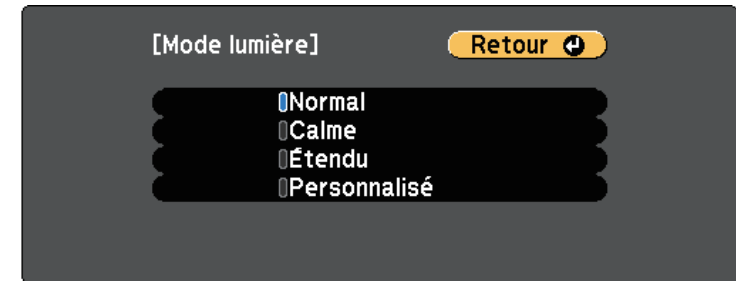 [Mode lumière] Retour
Normal
Calme
Étendu
Personnalisé